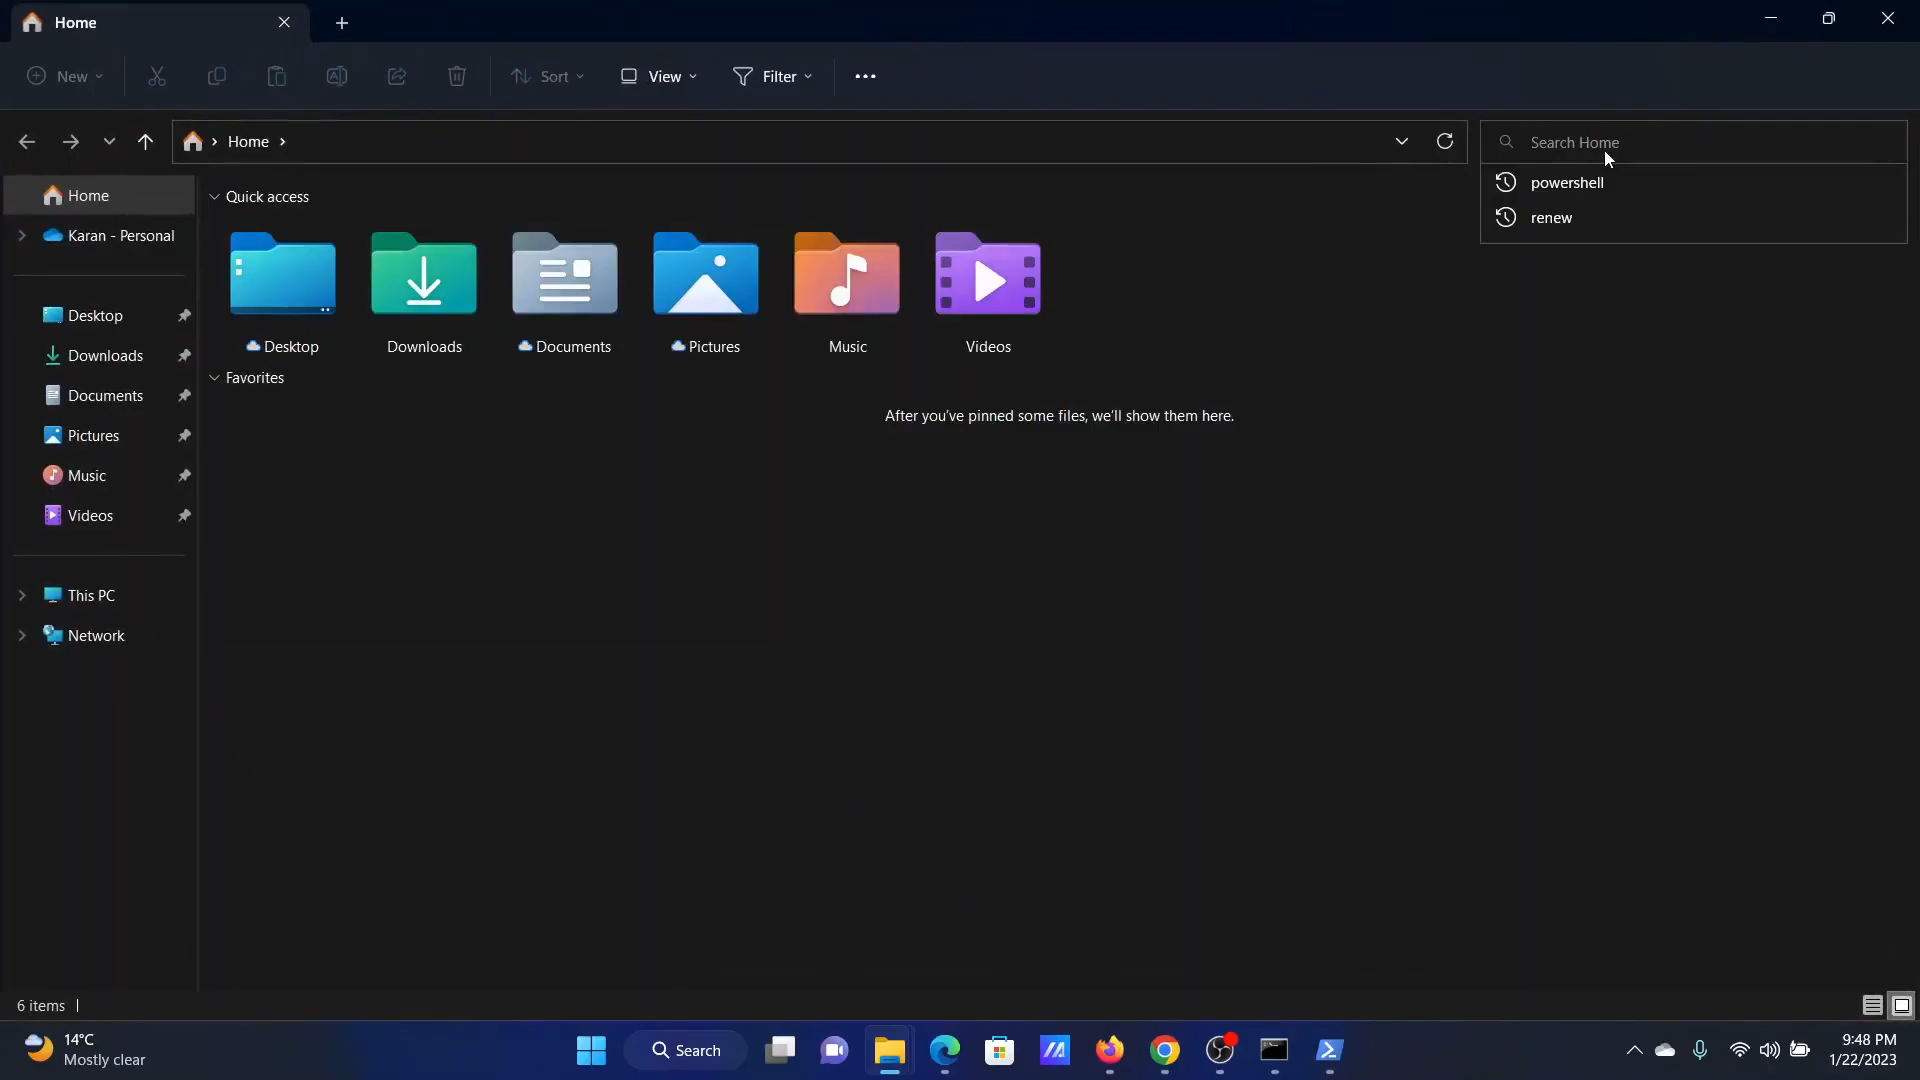 Home
New
Sort
View
Filter
Home
Search Home
powershell
renew
Home
Karan - Personal
Desktop
Downloads
Documents
Pictures
Music
Videos
This PC
Network
Quick access
Desktop
Downloads
Documents
Pictures
Music
Videos
Favorites
After you've pinned some files, we'll show them here.
6 items
14°C
Mostly clear
Search
9:48 PM
1/22/2023